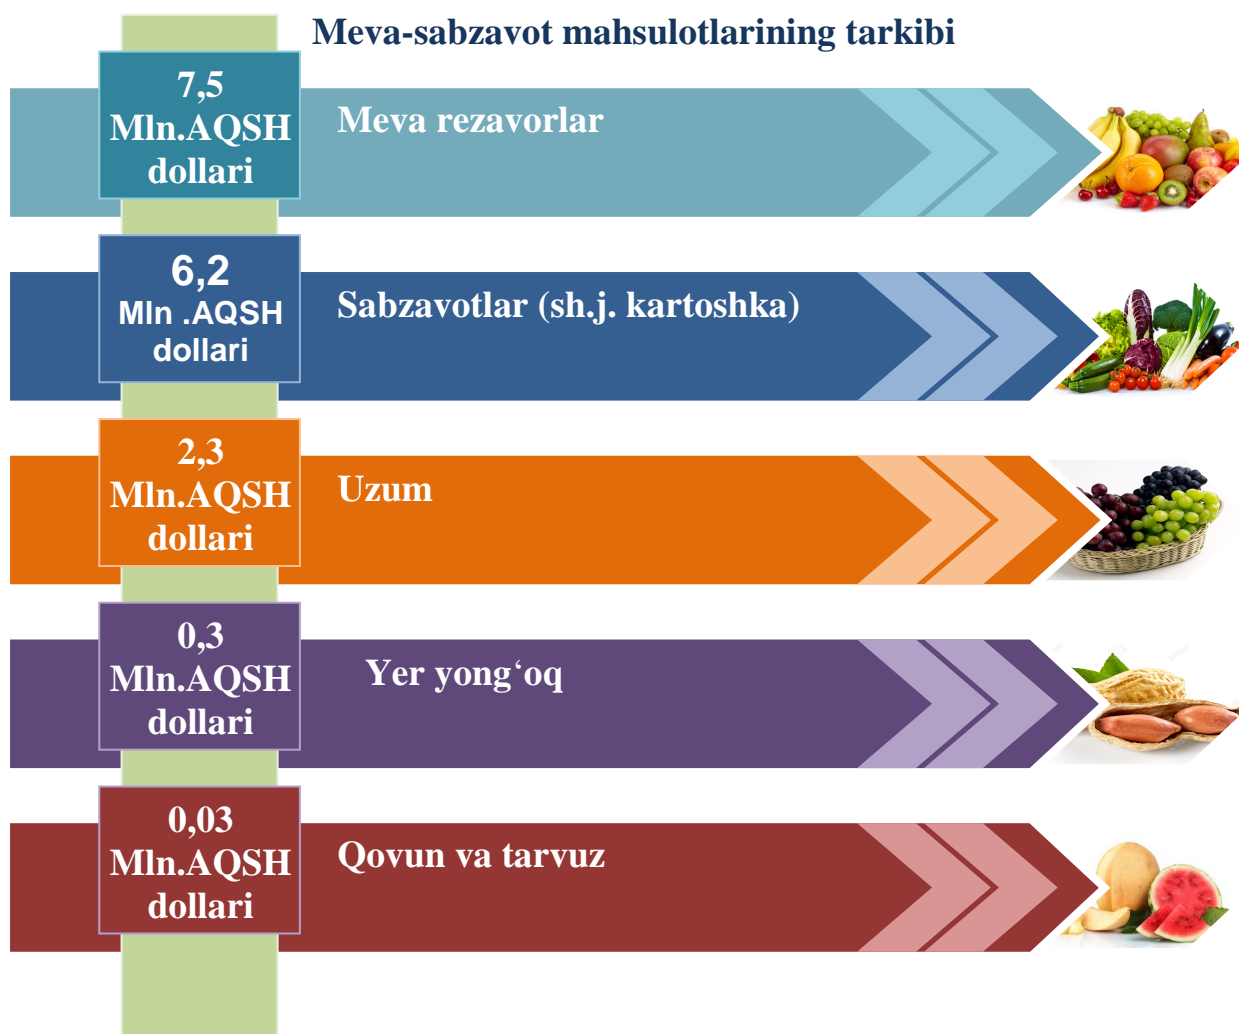 Meva-sabzavot mahsulotlarining tarkibi
7,5
Mln.AQSH
dollari
Meva rezavorlar
6,2
Mln .AQSH
dollari
Sabzavotlar (sh.j. kartoshka)
2,3
Mln.AQSH
dollari
Uzum
0,3
Mln.AQSH
dollari
Yer yong‘oq
0,03
Mln.AQSH
dollari
Qovun va tarvuz